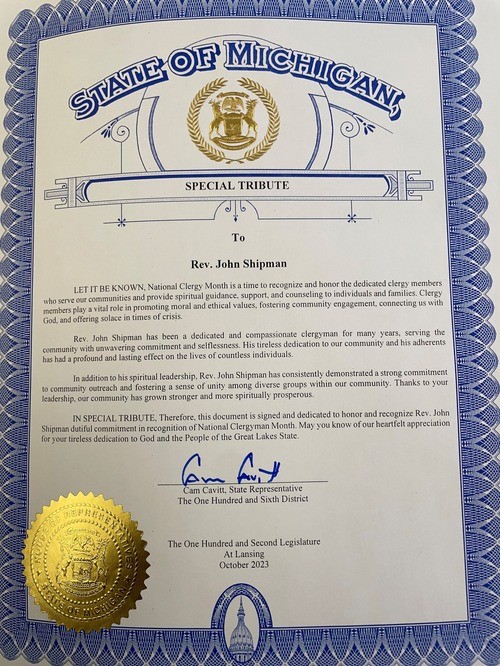 STATE OF MICHIGAN,
SPECIAL TRIBUTE
To
Rev. John Shipman
LET IT BE KNOWN, National Clergy Month is a time to recognize and honor the dedicated clergy members
who serve our communities and provide spiritual guidance, support, and counseling to individuals and families. Clergy
members play a vital role in promoting moral and ethical values, fostering community engagement, connecting us with
God, and offering solace in times of crisis.
Rev. John Shipman has been a dedicated and compassionate clergyman for many years, serving the
community with unwavering commitment and selflessness. His tireless dedication to our community and his adherents
has had a profound and lasting effect on the lives of countless individuals.
In addition to his spiritual leadership, Rev. John Shipman has consistently demonstrated a strong commitment
to community outreach and fostering a sense of unity among diverse groups within our community. Thanks to your
leadership, our community has grown stronger and more spiritually prosperous.
IN SPECIAL TRIBUTE, Therefore, this document is signed and dedicated to honor and recognize Rev. John
Shipman dutiful commitment in recognition of National Clergyman Month. May you know of our heartfelt appreciation
for your tireless dedication to God and the People of the Great Lakes State.
Cam Cavitt
Cam Cavitt, State Representative
The One Hundred and Sixth District
The One Hundred and Second Legislature
At Lansing
October 2023
STATE OF MICHIGAN